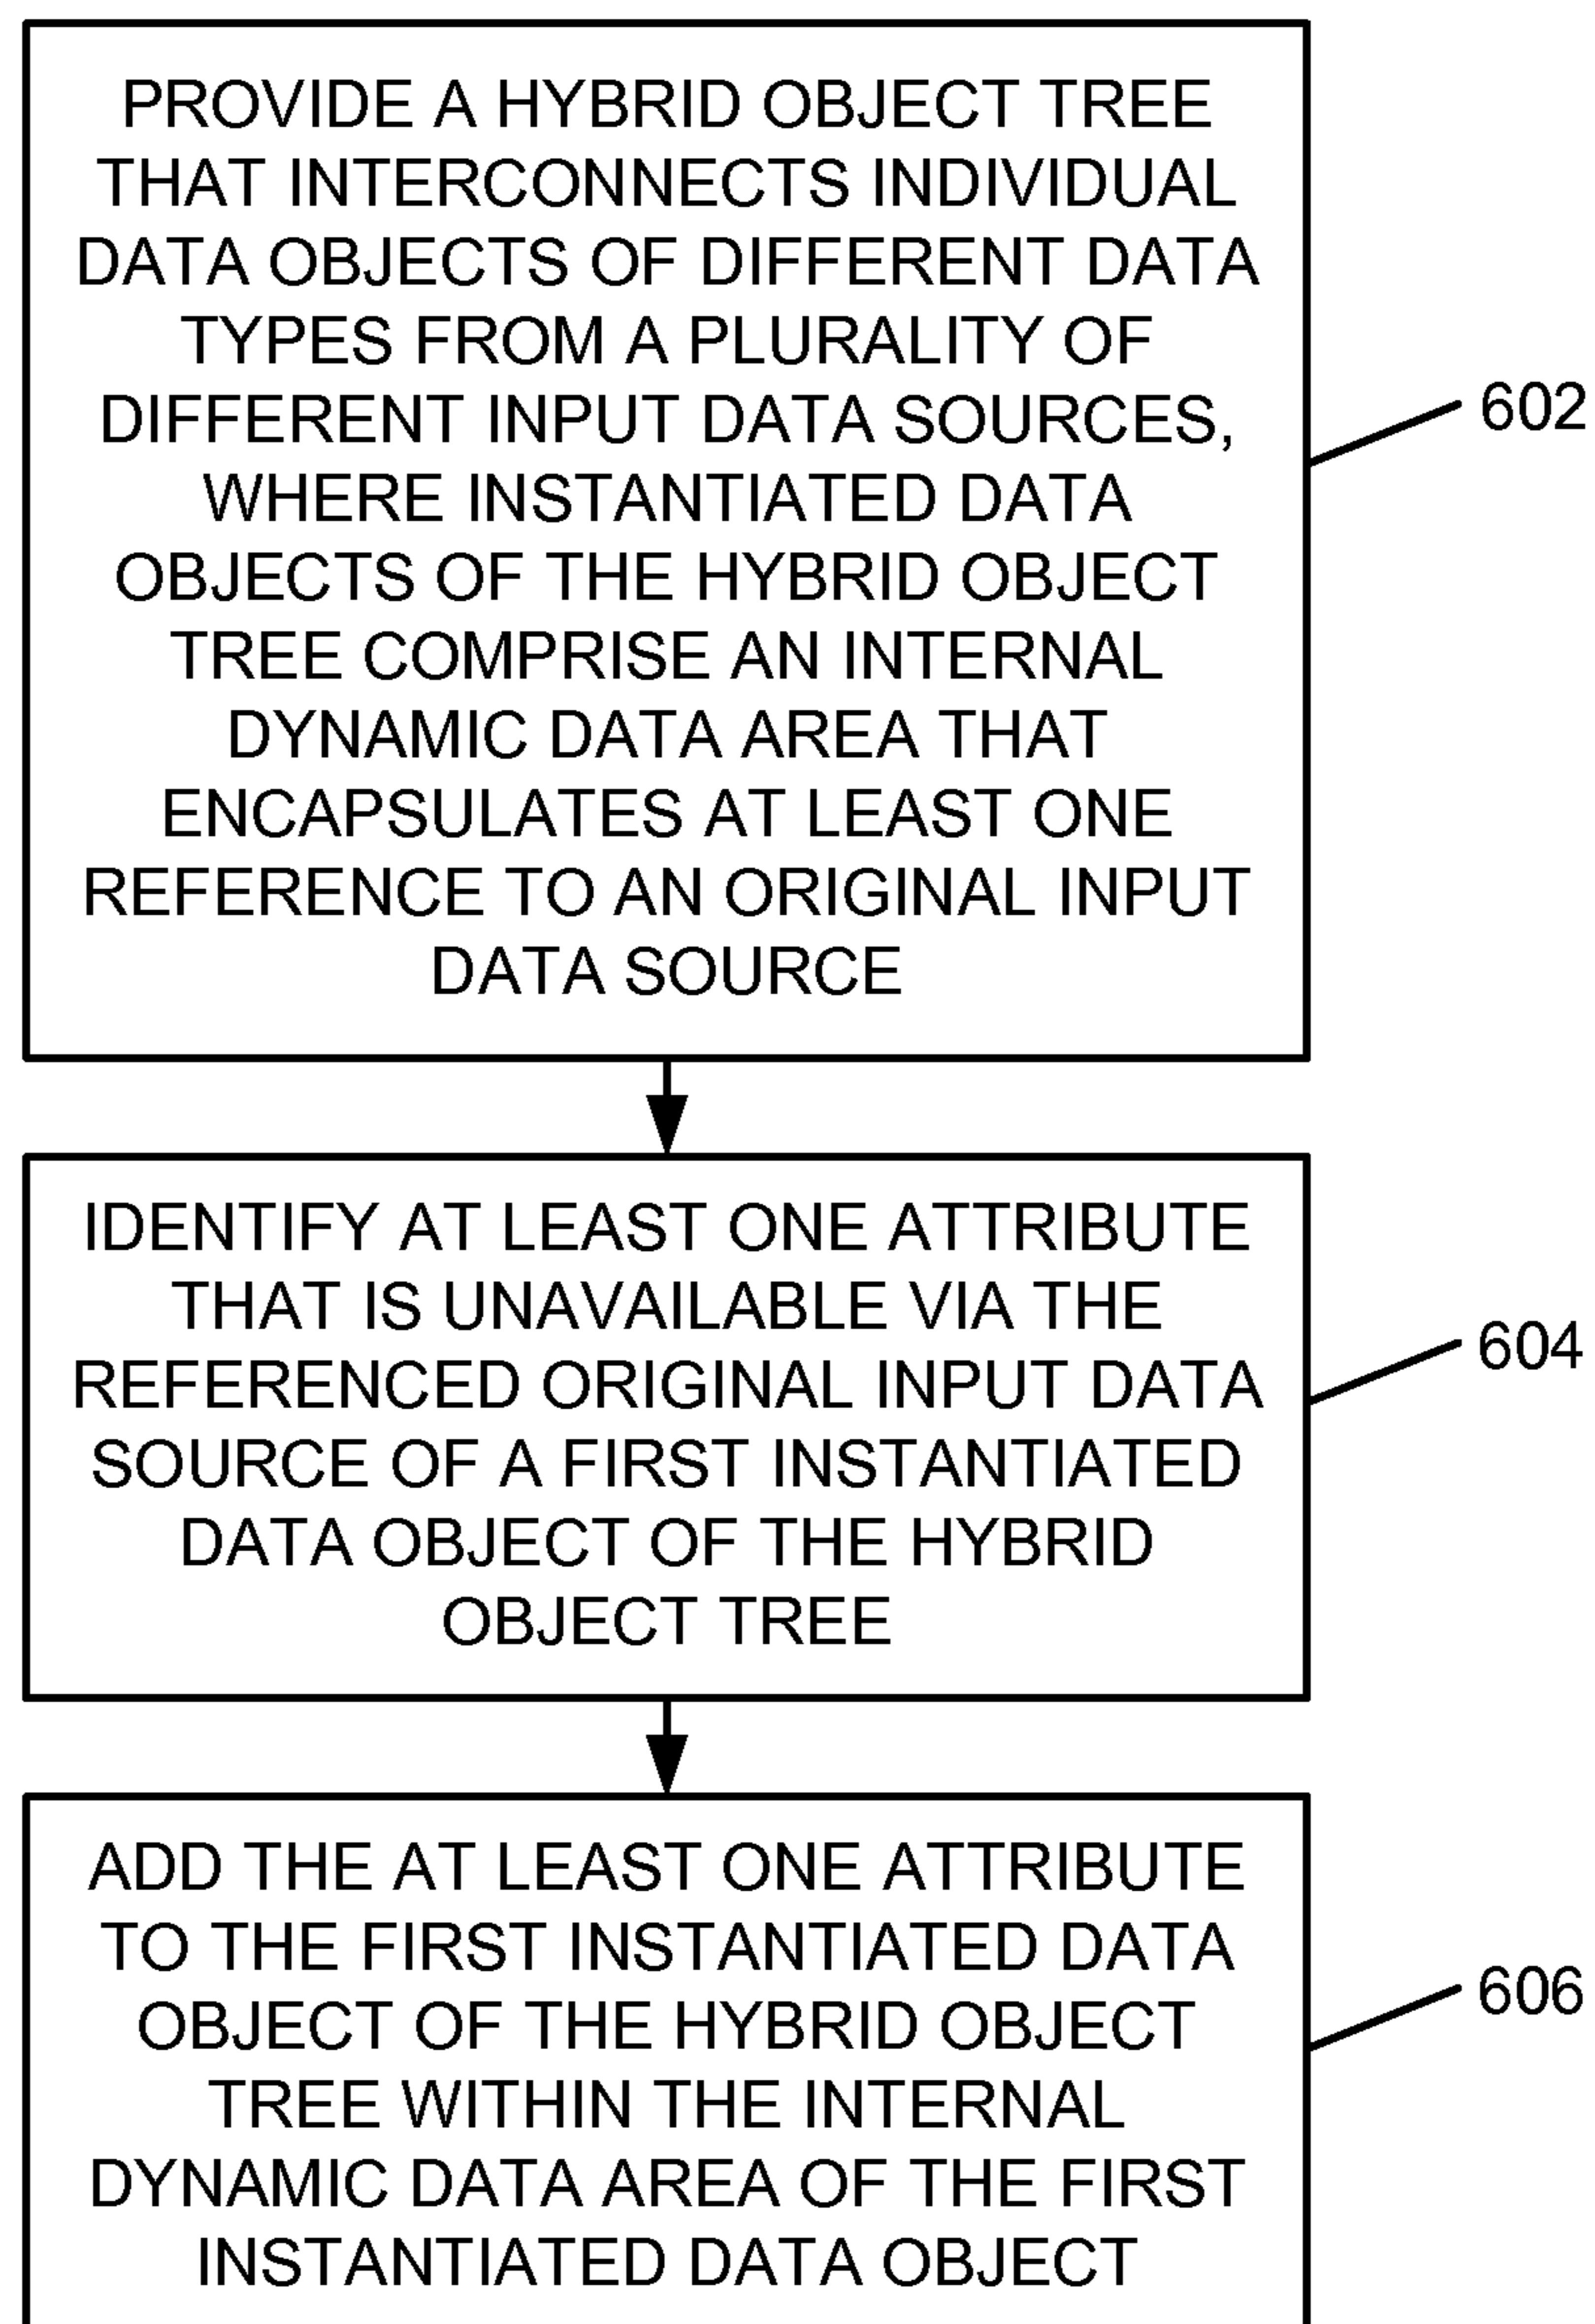 PROVIDE A HYBRID OBJECT TREE
THAT INTERCONNECTS INDIVIDUAL
DATA OBJECTS OF DIFFERENT DATA
TYPES FROM A PLURALITY OF
DIFFERENT INPUT DATA SOURCES,
WHERE INSTANTIATED DATA
OBJECTS OF THE HYBRID OBJECT
TREE COMPRISE AN INTERNAL
DYNAMIC DATA AREA THAT
ENCAPSULATES AT LEAST ONE
REFERENCE TO AN ORIGINAL INPUT
DATA SOURCE
602
IDENTIFY AT LEAST ONE ATTRIBUTE
THAT IS UNAVAILABLE VIA THE
REFERENCED ORIGINAL INPUT DATA
SOURCE OF A FIRST INSTANTIATED
DATA OBJECT OF THE HYBRID
OBJECT TREE
604
ADD THE AT LEAST ONE ATTRIBUTE
TO THE FIRST INSTANTIATED DATA
OBJECT OF THE HYBRID OBJECT
TREE WITHIN THE INTERNAL
DYNAMIC DATA AREA OF THE FIRST
INSTANTIATED DATA OBJECT
606